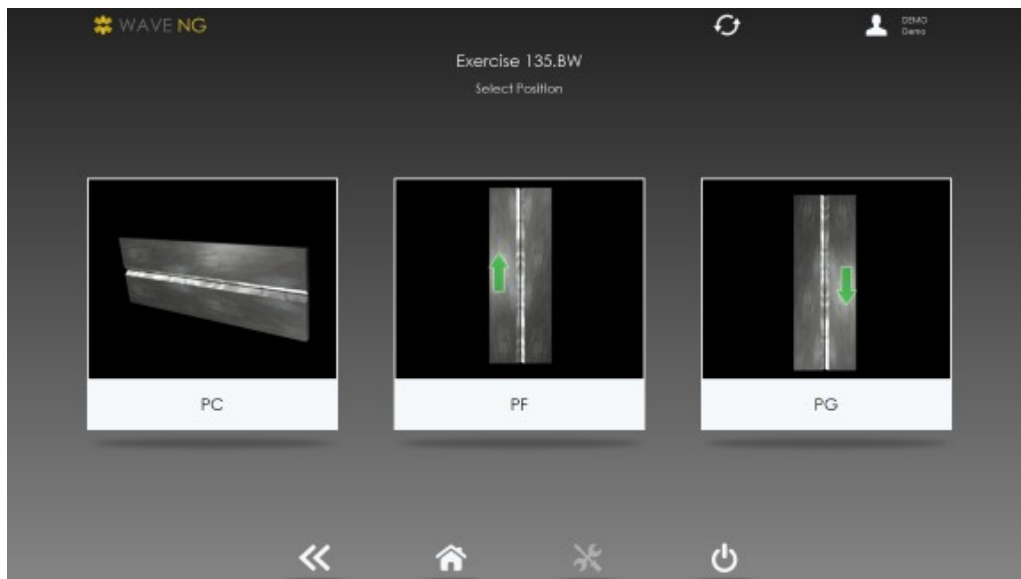 WAVE NG
DEMO
Demo
Exercise 135.BW
Select Position
PC
PF
PG